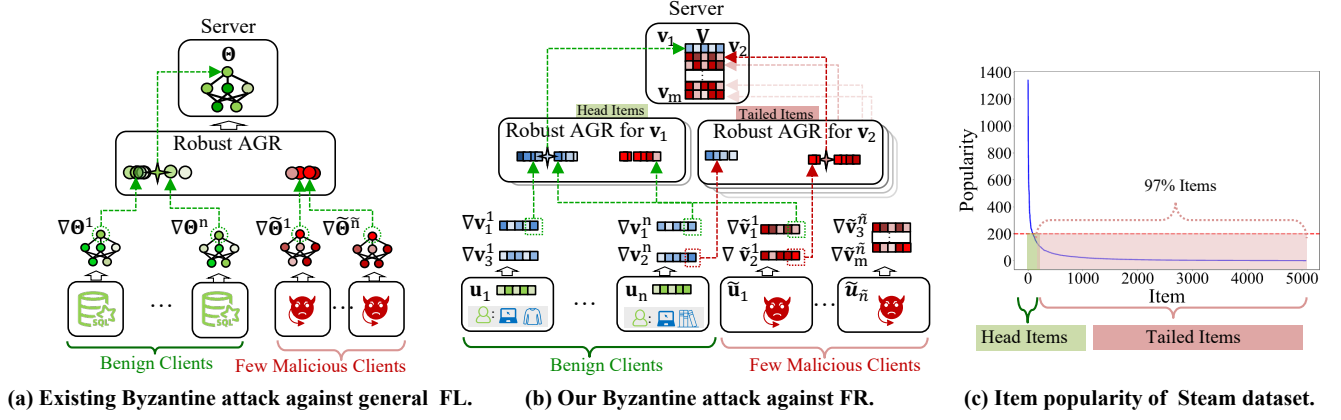 Server
Θ
Robust AGR
∇Θ¹
∇Θⁿ
∇Θ̃¹
∇Θ̃ⁿ̃
SQL
...
SQL
...
Benign Clients
Few Malicious Clients
(a) Existing Byzantine attack against general FL.
Server
v₁ V v₂
vₘ
Head Items
Tailed Items
Robust AGR for v₁
Robust AGR for v₂
∇v₁¹
∇v₁ⁿ
∇ṽ₁¹
∇ṽ₃ⁿ̃
∇v₃¹
∇v₂ⁿ
∇ṽ₂¹
∇ṽₘⁿ̃
u₁
...
uₙ
ũ₁
...
ũₙ̃
Benign Clients
Few Malicious Clients
(b) Our Byzantine attack against FR.
1400
1200
1000
800
600
400
200
0
Popularity
97% Items
0 1000 2000 3000 4000 5000
Item
Head Items
Tailed Items
(c) Item popularity of Steam dataset.